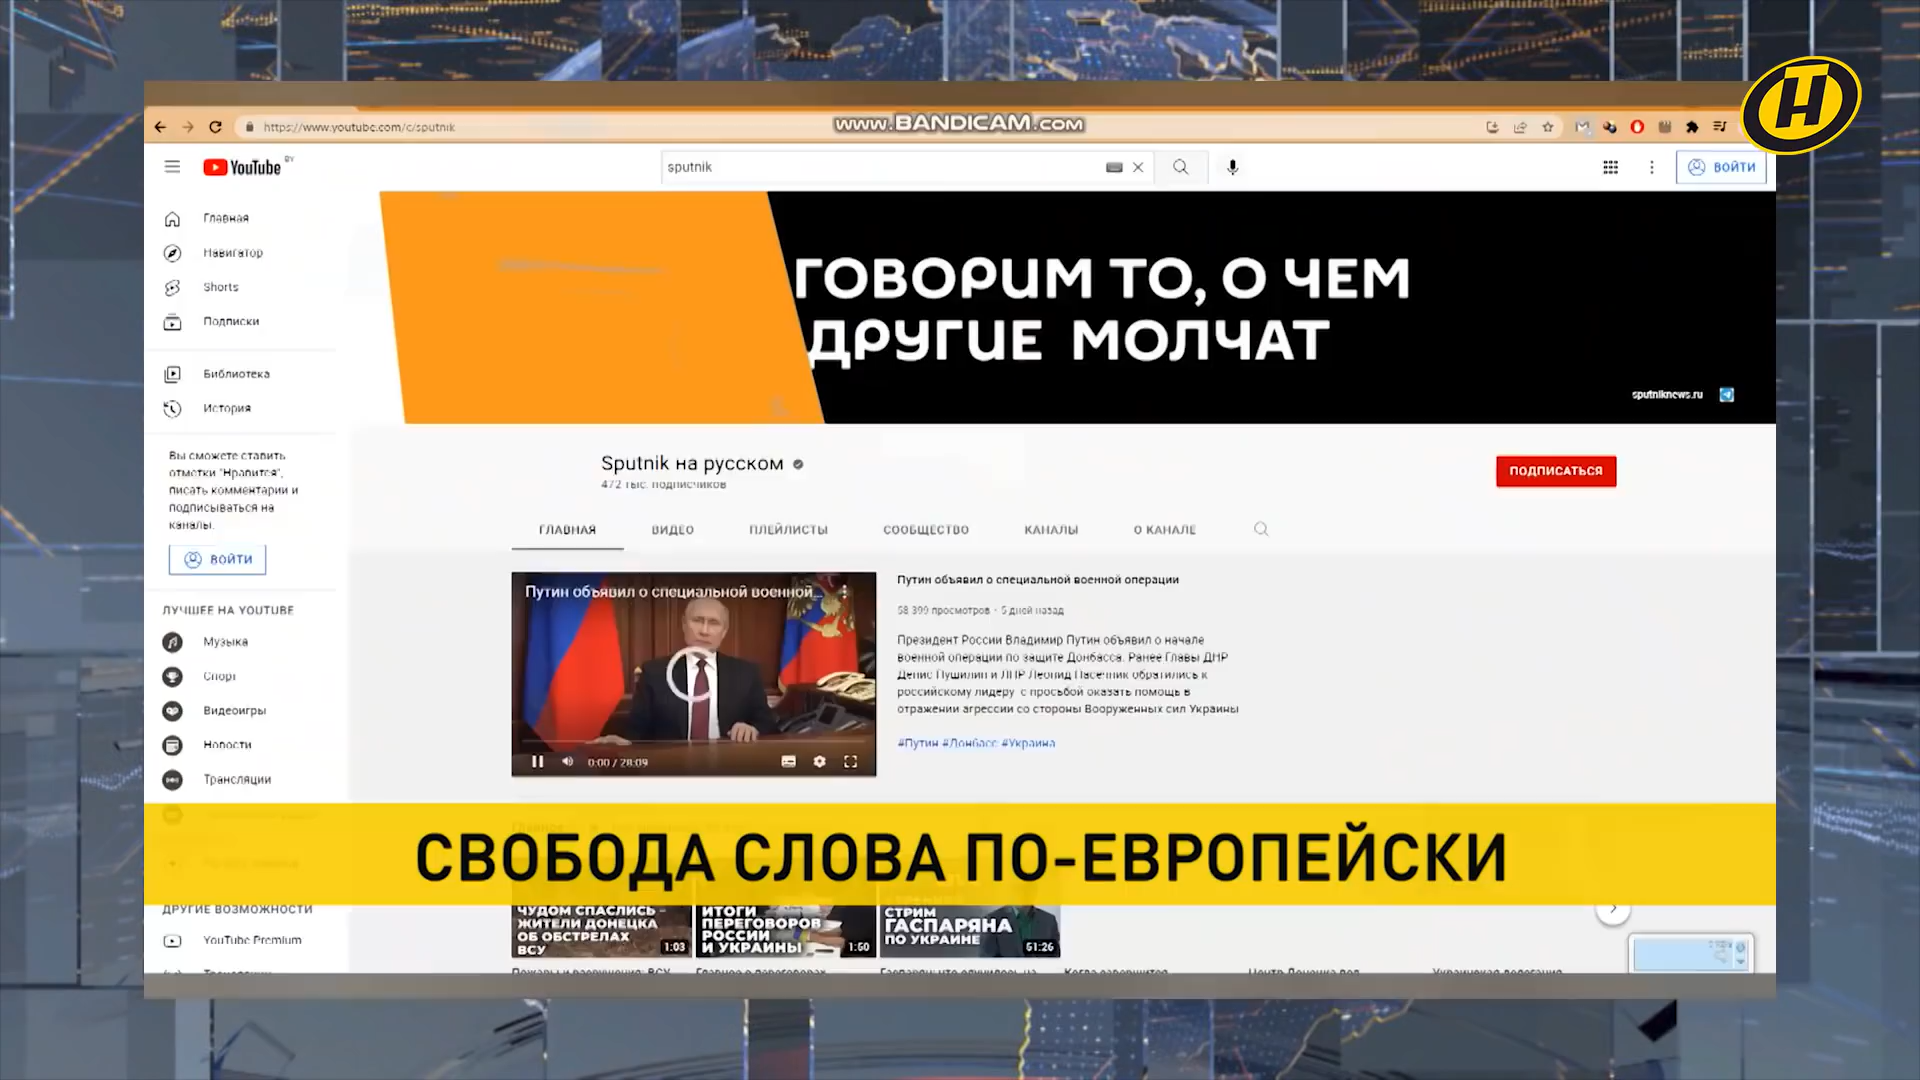 Н
https://www.youtube.com/c/sputnik
www.BANDICAM.com
YouTube BY
sputnik
ВОЙТИ
Главная
Навигатор
Shorts
Подписки
Библиотека
История
Вы сможете ставить
отметки "Нравится",
писать комментарии и
подписываться на
каналы.
ВОЙТИ
ЛУЧШЕЕ НА YOUTUBE
Музыка
Спорт
Видеоигры
Новости
Трансляции
ГОВОРИМ ТО, О ЧЕМ
ДРУГИЕ МОЛЧАТ
sputniknews.ru
Sputnik на русском
472 тыс. подписчиков
ПОДПИСАТЬСЯ
ГЛАВНАЯ ВИДЕО ПЛЕЙЛИСТЫ СООБЩЕСТВО КАНАЛЫ О КАНАЛЕ
Путин объявил о специальной военной...
0:00 / 28:09
Путин объявил о специальной военной операции
58 399 просмотров • 5 дней назад
Президент России Владимир Путин объявил о начале
военной операции по защите Донбасса. Ранее Главы ДНР
Денис Пушилин и ЛНР Леонид Пасечник обратились к
российскому лидеру с просьбой оказать помощь в
отражении агрессии со стороны Вооруженных сил Украины
#Путин #Донбасс #Украина
СВОБОДА СЛОВА ПО-ЕВРОПЕЙСКИ
ДРУГИЕ ВОЗМОЖНОСТИ
YouTube Premium
ЧУДОМ СПАСЛИСЬ –
ЖИТЕЛИ ДОНЕЦКА
ОБ ОБСТРЕЛАХ
ВСУ
1:03
ИТОГИ
ПЕРЕГОВОРОВ
РОССИИ
И УКРАИНЫ
1:50
СТРИМ
ГАСПАРЯНА
ПО УКРАИНЕ
51:26